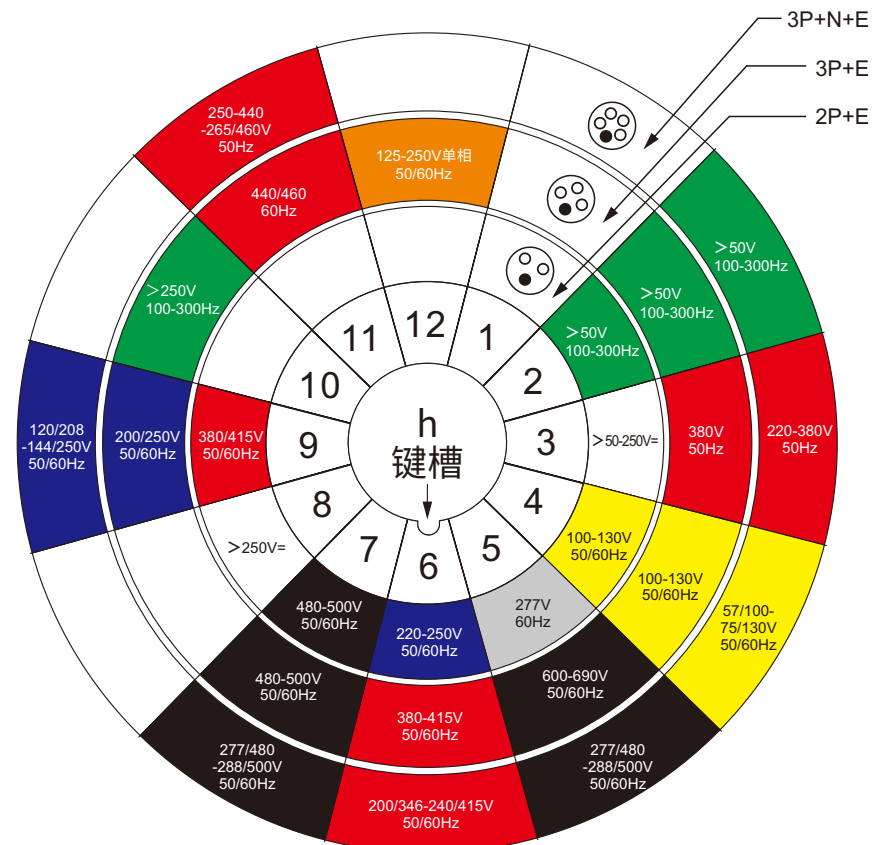 3P+N+E
3P+E
2P+E
250-440
-265/460V
50Hz
125-250V单相
50/60Hz
440/460
60Hz
>50V
100-300Hz
>50V
100-300Hz
>50V
100-300Hz
>250V
100-300Hz
12
11
1
10
2
9
3
8
4
7
6
5
h
键槽
120/208
-144/250V
50/60Hz
200/250V
50/60Hz
380/415V
50/60Hz
>50-250V=
380V
50Hz
220-380V
50Hz
>250V=
100-130V
50/60Hz
100-130V
50/60Hz
57/100-
75/130V
50/60Hz
480-500V
50/60Hz
220-250V
50/60Hz
277V
60Hz
480-500V
50/60Hz
380-415V
50/60Hz
600-690V
50/60Hz
277/480
-288/500V
50/60Hz
200/346-240/415V
50/60Hz
277/480
-288/500V
50/60Hz